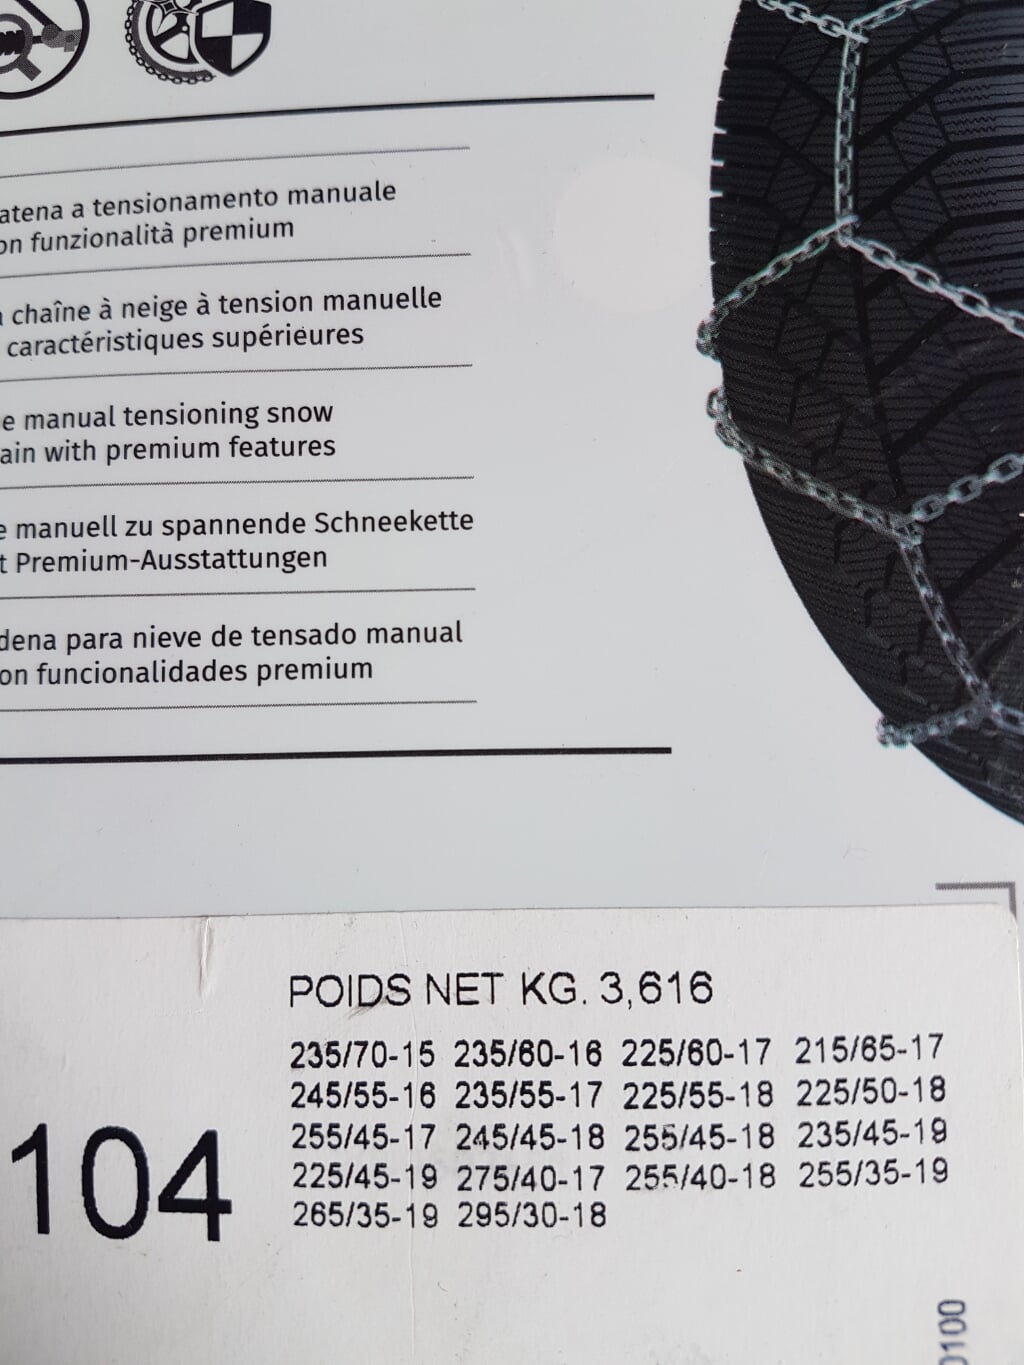 atena a tensionamento manuale
on funzionalità premium
chaîne à neige à tension manuelle
caractéristiques supérieures
e manual tensioning snow
ain with premium features
e manuell zu spannende Schneekette
t Premium-Ausstattungen
dena para nieve de tensado manual
on funcionalidades premium
POIDS NET KG. 3,616
235/70-15 235/60-16 225/60-17 215/65-17
245/55-16 235/55-17 225/55-18 225/50-18
255/45-17 245/45-18 255/45-18 235/45-19
225/45-19 275/40-17 255/40-18 255/35-19
265/35-19 295/30-18
104
0100